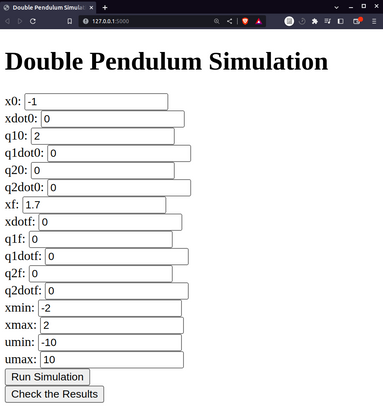 Double Pendulum Simulat
127.0.0.1:5000
Double Pendulum Simulation
x0: -1
xdot0: 0
q10: 2
q1dot0: 0
q20: 0
q2dot0: 0
xf: 1.7
xdotf: 0
q1f: 0
q1dotf: 0
q2f: 0
q2dotf: 0
xmin: -2
xmax: 2
umin: -10
umax: 10
Run Simulation
Check the Results